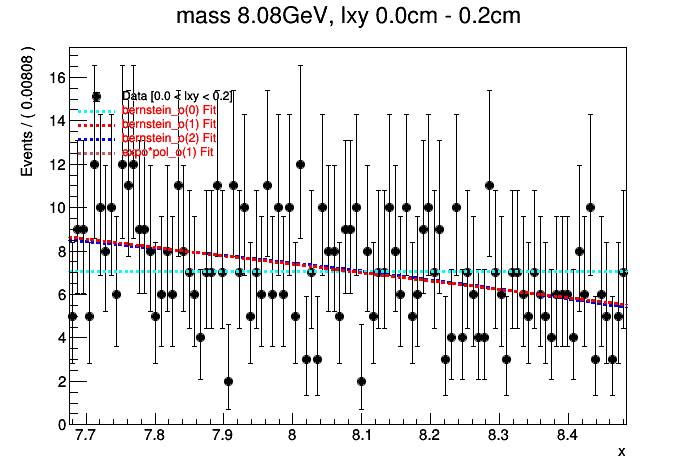 mass 8.08GeV, lxy 0.0cm - 0.2cm
Events / ( 0.00808 )
16
14
12
10
8
6
4
2
0
Data [0.0 < lxy < 0.2]
bernstein_o(0) Fit
bernstein_o(1) Fit
bernstein_o(2) Fit
expo*pol_o(1) Fit
7.7 7.8 7.9 8 8.1 8.2 8.3 8.4
x